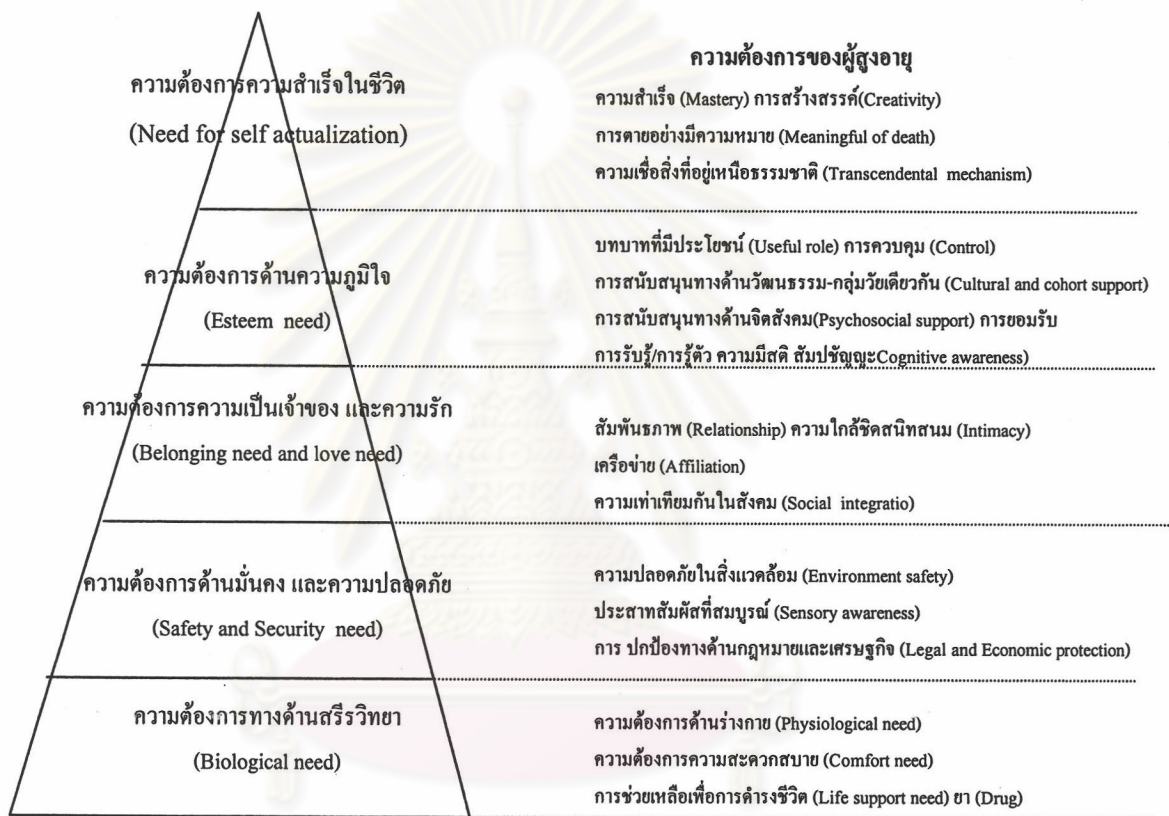 ความต้องการความสำเร็จในชีวิต
(Need for self actualization)
ความต้องการของผู้สูงอายุ
ความสำเร็จ (Mastery) การสร้างสรรค์(Creativity)
การตายอย่างมีความหมาย (Meaningful of death)
ความเชื่อสิ่งที่อยู่เหนือธรรมชาติ (Transcendental mechanism)
ความต้องการด้านความภูมิใจ
(Esteem need)
บทบาทที่มีประโยชน์ (Useful role) การควบคุม (Control)
การสนับสนุนทางด้านวัฒนธรรม-กลุ่มวัยเดียวกัน (Cultural and cohort support)
การสนับสนุนทางด้านจิตสังคม(Psychosocial support) การยอมรับ
การรับรู้/การรู้ตัว ความมีสติ สัมปชัญญะCognitive awareness)
ความต้องการความเป็นเจ้าของ และความรัก
(Belonging need and love need)
สัมพันธภาพ (Relationship) ความใกล้ชิดสนิทสนม (Intimacy)
เครือข่าย (Affiliation)
ความเท่าเทียมกันในสังคม (Social integratio)
ความต้องการด้านมั่นคง และความปลอดภัย
(Safety and Security need)
ความปลอดภัยในสิ่งแวดล้อม (Environment safety)
ประสาทสัมผัสที่สมบูรณ์ (Sensory awareness)
การ ปกป้องทางด้านกฎหมายและเศรษฐกิจ (Legal and Economic protection)
ความต้องการทางด้านสรีรวิทยา
(Biological need)
ความต้องการด้านร่างกาย (Physiological need)
ความต้องการความสะดวกสบาย (Comfort need)
การช่วยเหลือเพื่อการดำรงชีวิต (Life support need) ยา (Drug)